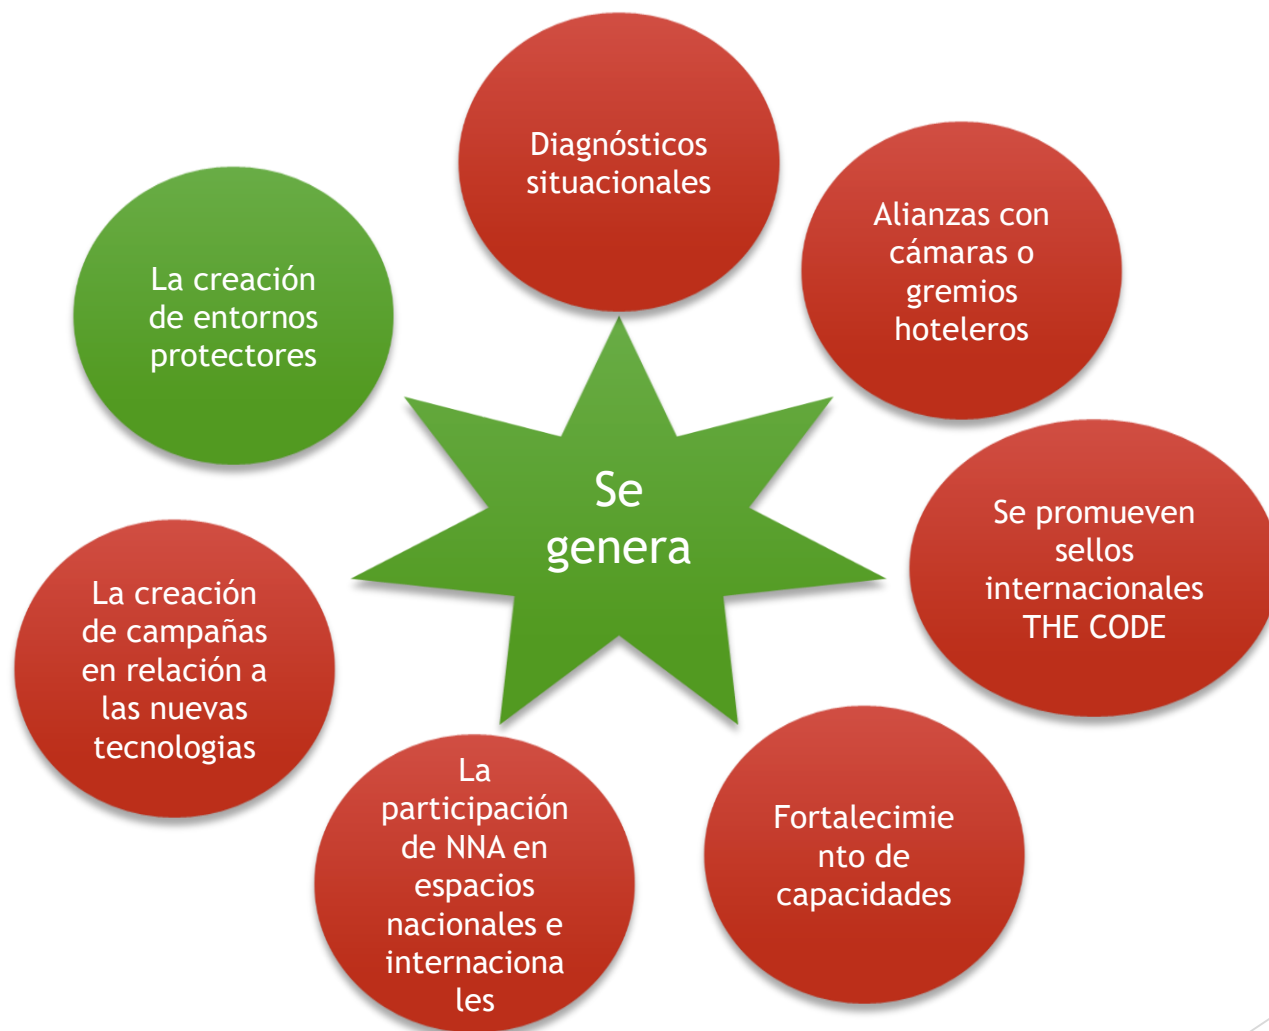 Diagnósticos
situacionales
Alianzas con
cámaras o
gremios
hoteleros
Se promueven
sellos
internacionales
THE CODE
Fortalecimie
nto de
capacidades
La
participación
de NNA en
espacios
nacionales e
internaciona
les
La creación
de campañas
en relación a
las nuevas
tecnologias
La creación
de entornos
protectores
Se
genera